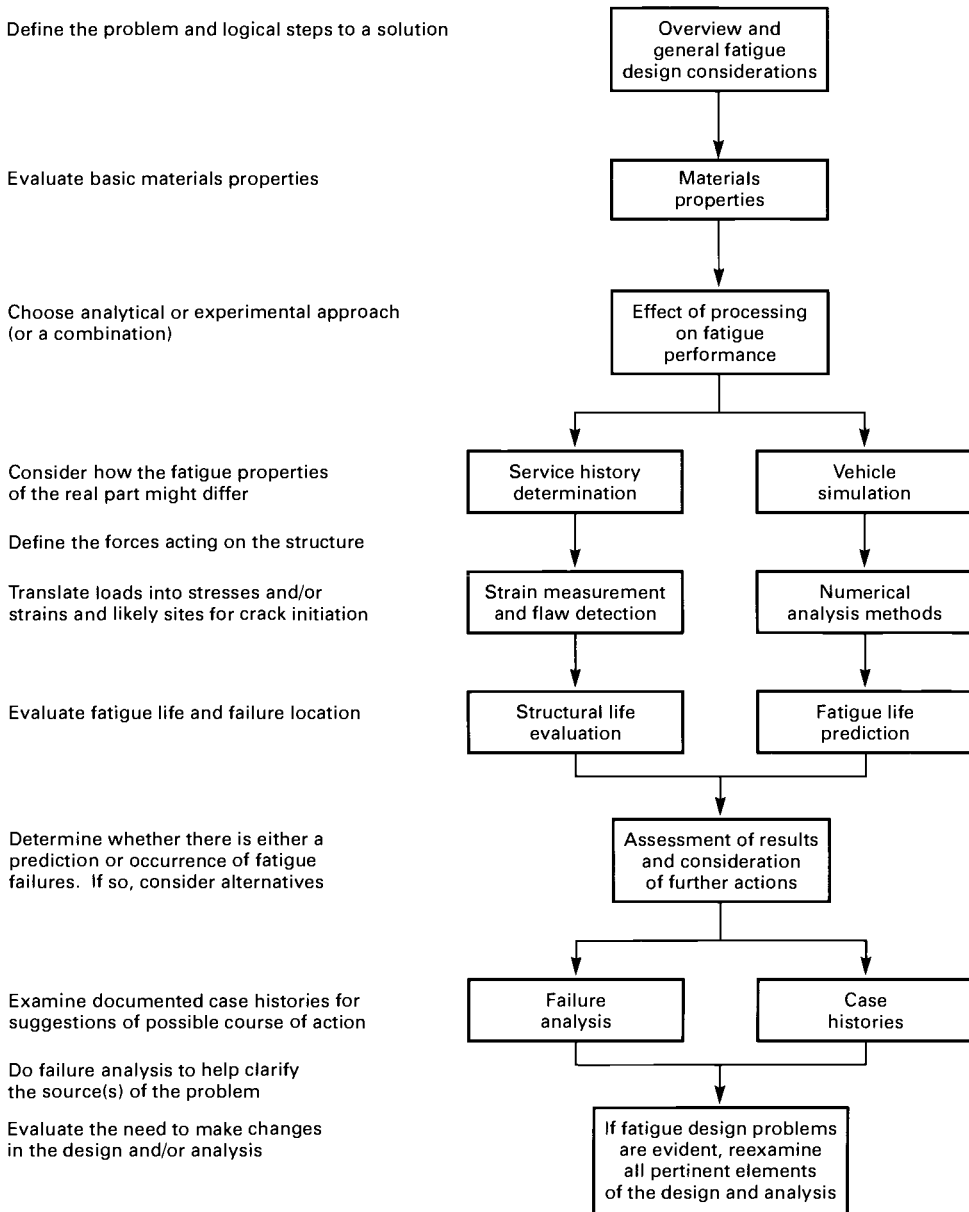 Define the problem and logical steps to a solution
Overview and
general fatigue
design considerations
Evaluate basic materials properties
Materials
properties
Choose analytical or experimental approach
(or a combination)
Effect of processing
on fatigue
performance
Consider how the fatigue properties
of the real part might differ
Service history
determination
Vehicle
simulation
Define the forces acting on the structure
Translate loads into stresses and/or
strains and likely sites for crack initiation
Strain measurement
and flaw detection
Numerical
analysis methods
Evaluate fatigue life and failure location
Structural life
evaluation
Fatigue life
prediction
Determine whether there is either a
prediction or occurrence of fatigue
failures. If so, consider alternatives
Assessment of results
and consideration
of further actions
Examine documented case histories for
suggestions of possible course of action
Failure
analysis
Case
histories
Do failure analysis to help clarify
the source(s) of the problem
Evaluate the need to make changes
in the design and/or analysis
If fatigue design problems
are evident, reexamine
all pertinent elements
of the design and analysis